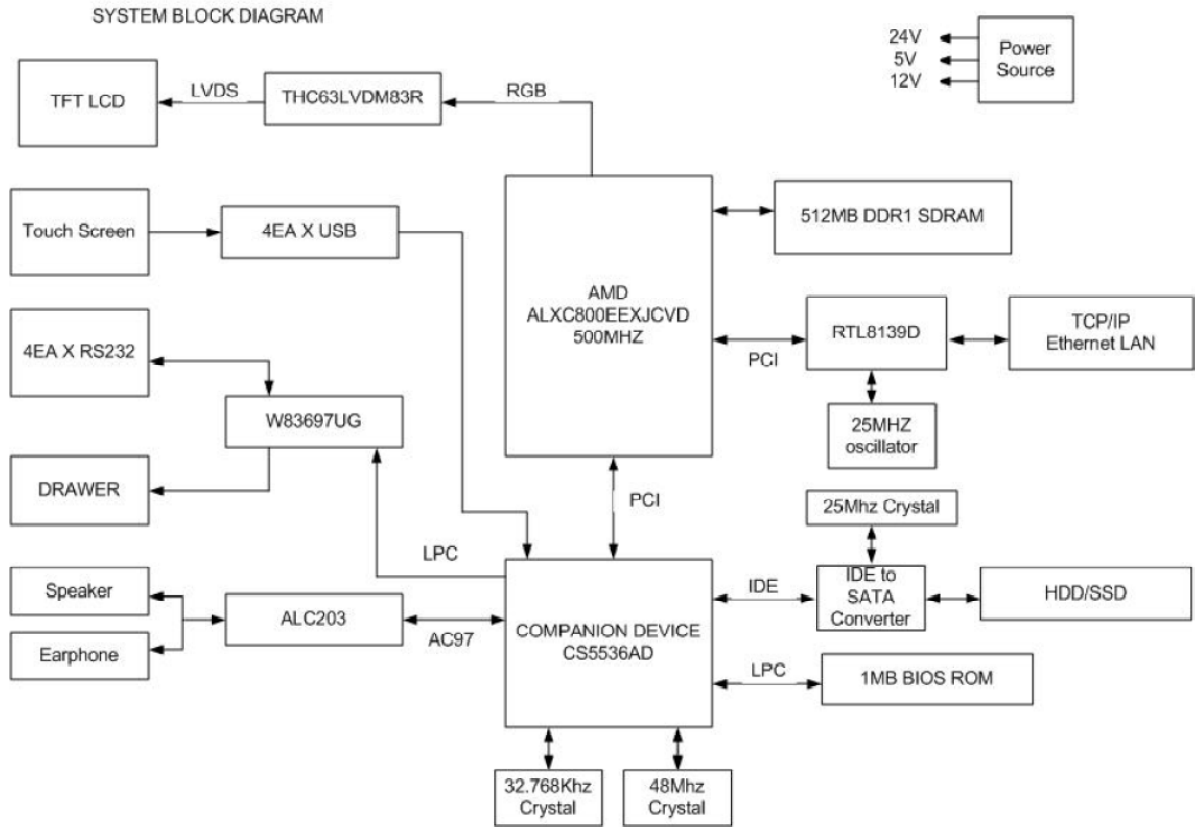 SYSTEM BLOCK DIAGRAM
24V
5V
12V
Power
Source
TFT LCD
LVDS
THC63LVDM83R
RGB
Touch Screen
4EA X USB
512MB DDR1 SDRAM
AMD
ALXC800EEXJCVD
500MHZ
4EA X RS232
PCI
RTL8139D
TCP/IP
Ethernet LAN
W83697UG
25MHZ
oscillator
DRAWER
PCI
25Mhz Crystal
LPC
Speaker
Earphone
ALC203
AC97
COMPANION DEVICE
CS5536AD
IDE
IDE to
SATA
Converter
HDD/SSD
LPC
1MB BIOS ROM
32.768Khz
Crystal
48Mhz
Crystal